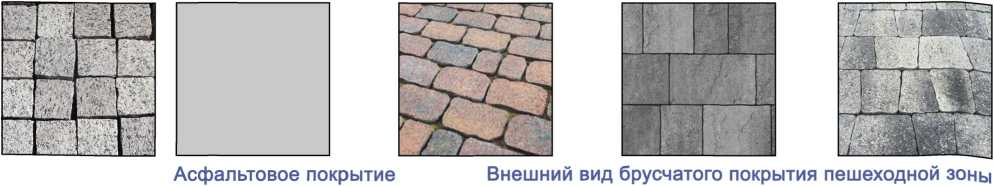 Асфальтовое покрытие
Внешний вид брусчатого покрытия пешеходной зоны